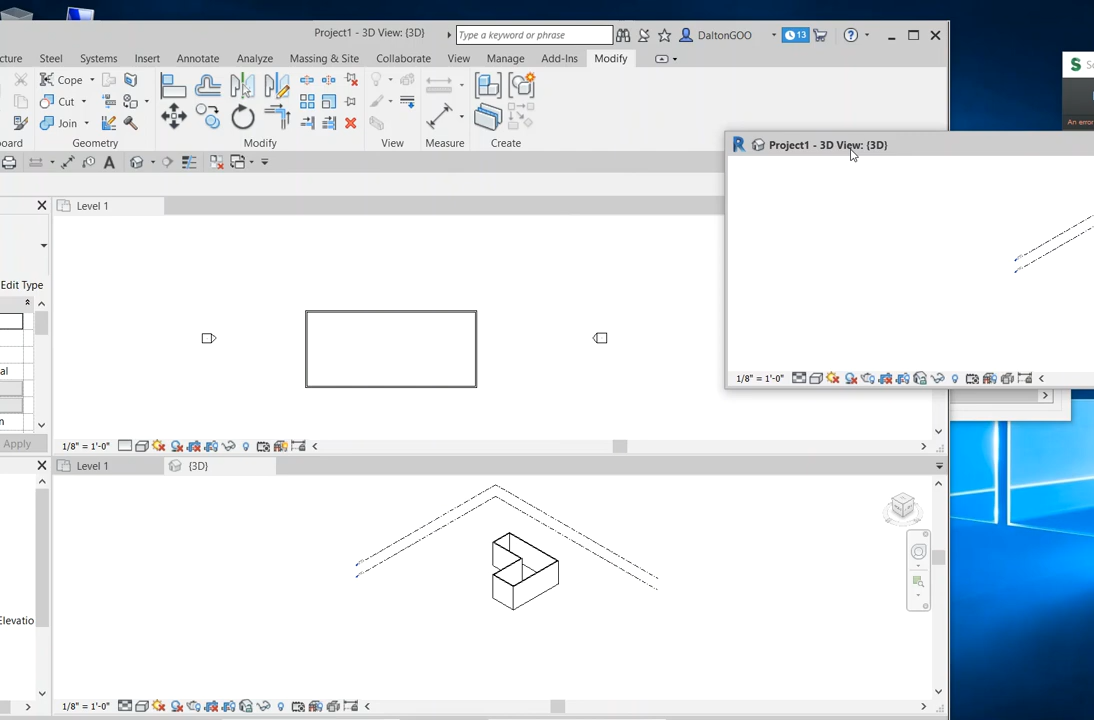 Project1 - 3D View: {3D}
Type a keyword or phrase
DaltonGOO
13
cture Steel Systems Insert Annotate Analyze Massing & Site Collaborate View Manage Add-Ins Modify
Cope
Cut
Join
oard Geometry Modify View Measure Create
S
An error
R Project1 - 3D View: {3D}
Level 1
Edit Type
al
n
Apply
1/8" = 1'-0"
1/8" = 1'-0"
Level 1 {3D}
Elevatio
1/8" = 1'-0"